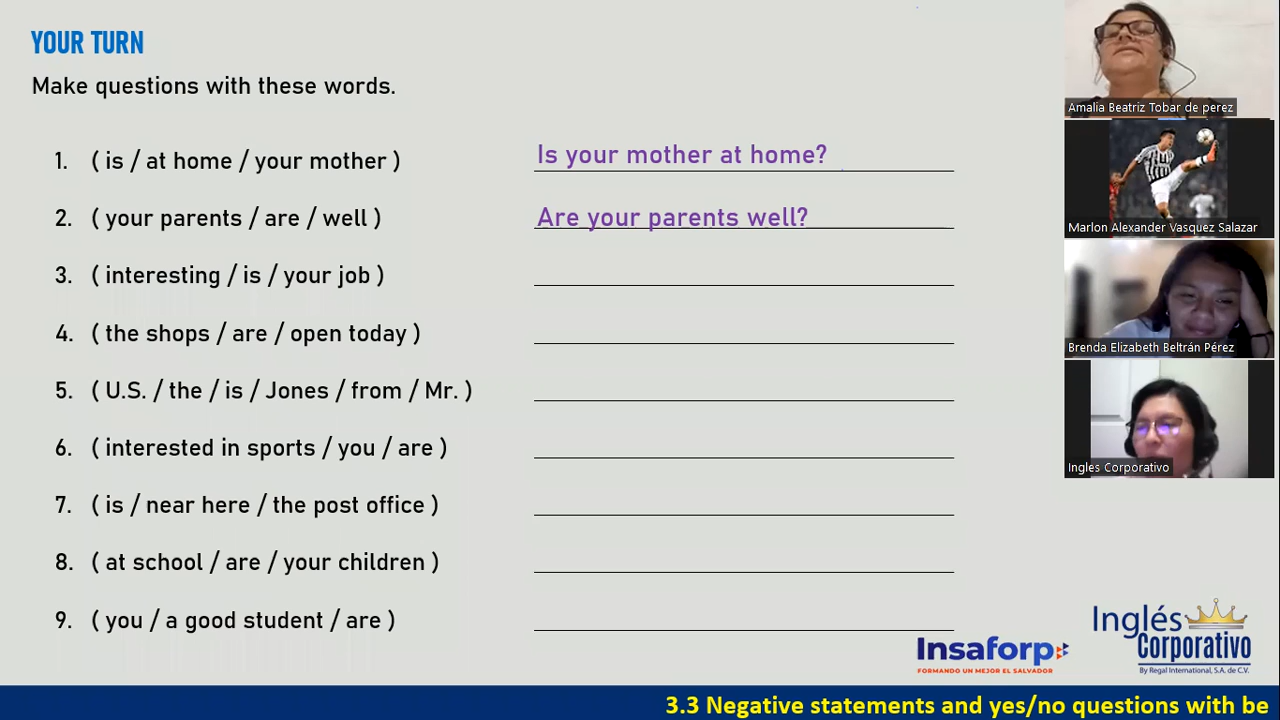 YOUR TURN
Make questions with these words.
1. ( is / at home / your mother ) Is your mother at home?
2. ( your parents / are / well ) Are your parents well?
3. ( interesting / is / your job )
4. ( the shops / are / open today )
5. ( U.S. / the / is / Jones / from / Mr. )
6. ( interested in sports / you / are )
7. ( is / near here / the post office )
8. ( at school / are / your children )
9. ( you / a good student / are )
Amalia Beatriz Tobar de perez
Marlon Alexander Vasquez Salazar
Brenda Elizabeth Beltrán Pérez
Ingles Corporativo
Insaforp
FORMANDO UN MEJOR EL SALVADOR
Inglés
Corporativo
By Regal International, S.A. de C.V.
3.3 Negative statements and yes/no questions with be